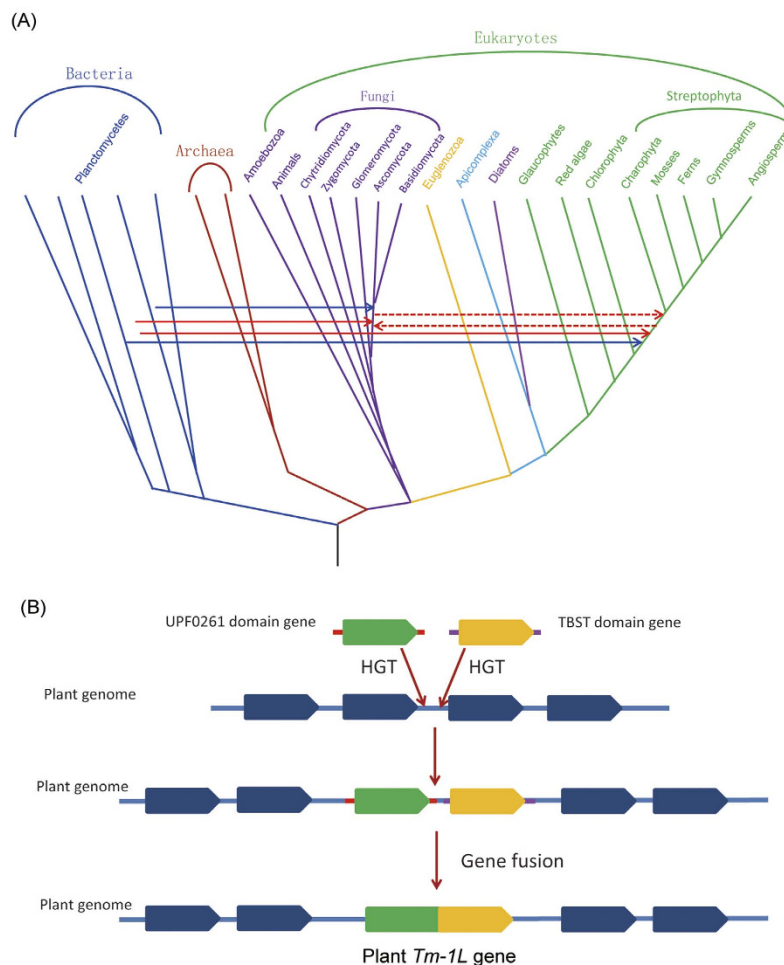 (A)
Eukaryotes
Bacteria
Fungi
Streptophyta
Planctomycetes
Archaea
Amoebozoa
Animals
Chytridiomycota
Zygomycota
Glomeromycota
Ascomycota
Basidiomycota
Euglenozoa
Apicomplexa
Diatoms
Glaucophytes
Red algae
Chlorophyta
Charophyta
Mosses
Ferns
Gymnosperms
Angiosperm
(B)
UPF0261 domain gene
TBST domain gene
HGT
HGT
Plant genome
Plant genome
Gene fusion
Plant genome
Plant Tm-1L gene